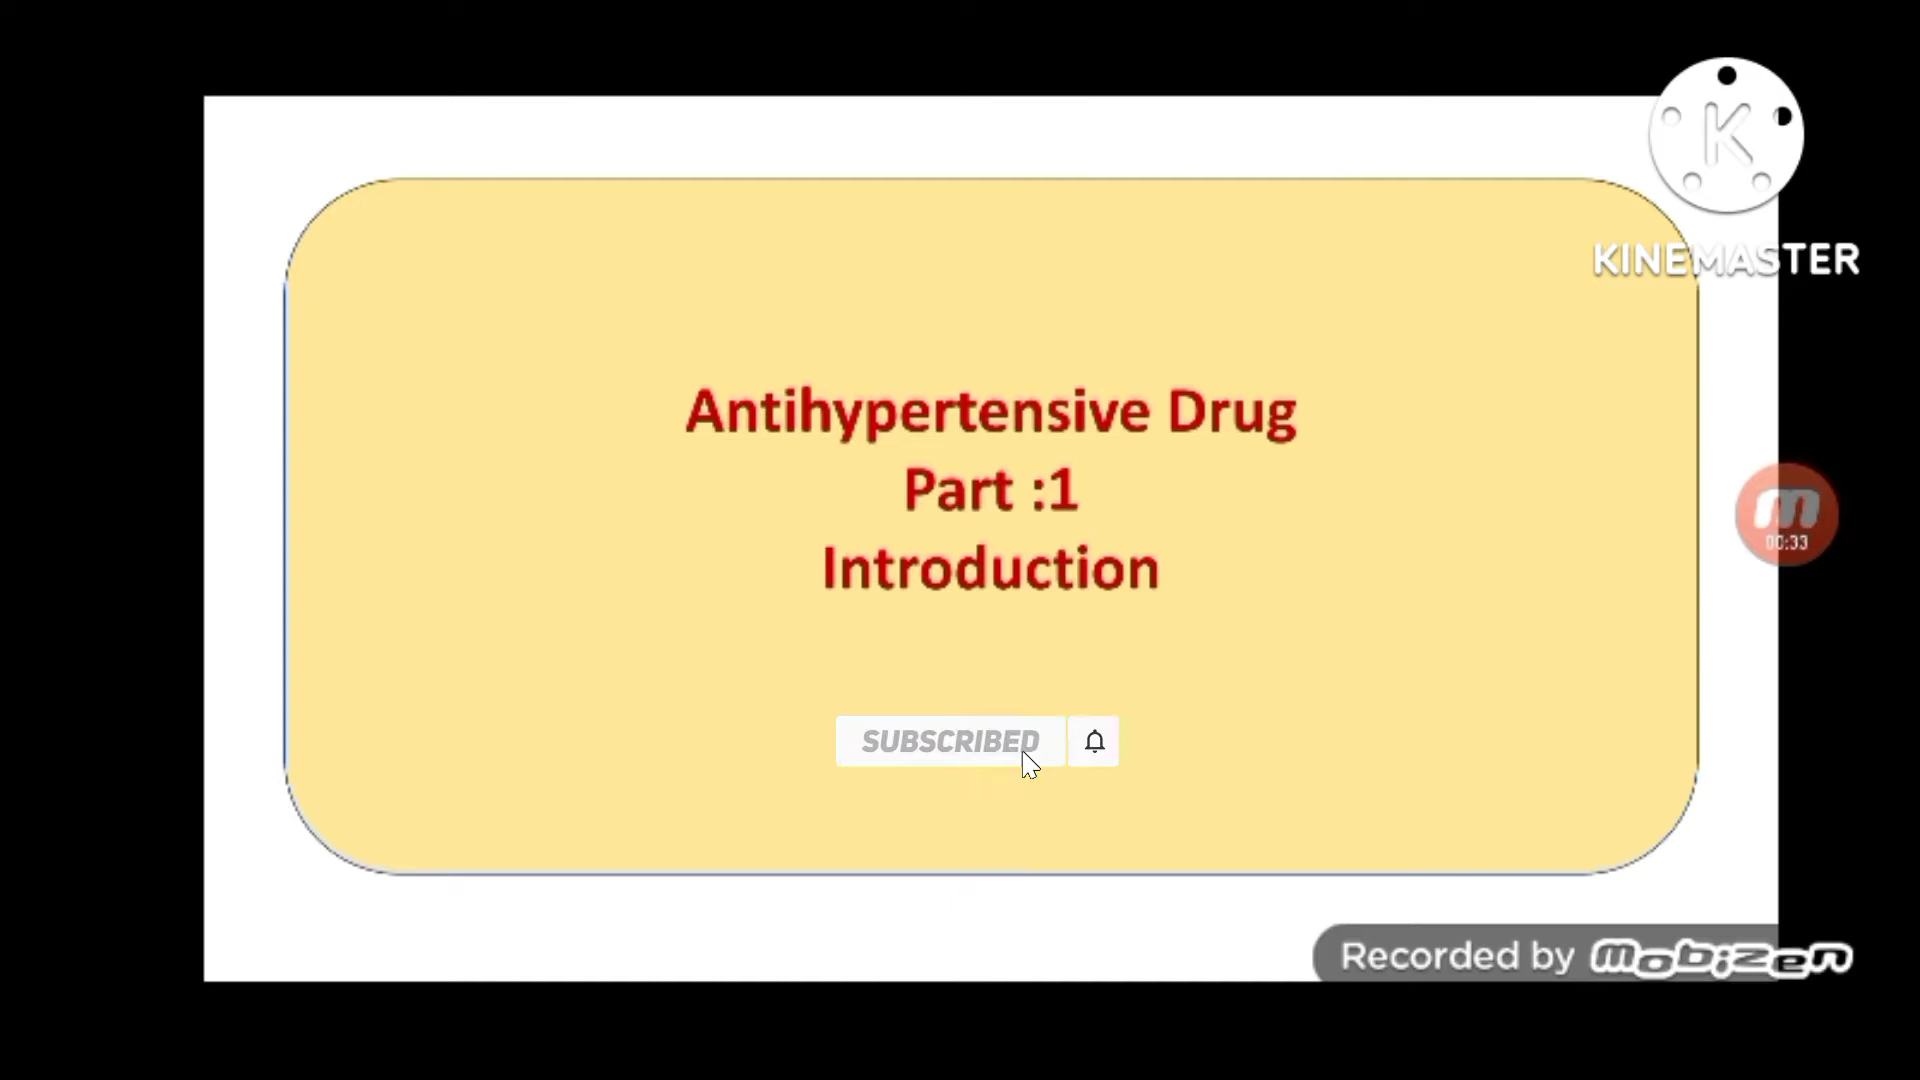 K
KINEMASTER
Antihypertensive Drug
Part :1
Introduction
m
00:33
SUBSCRIBED
Recorded by mobizen